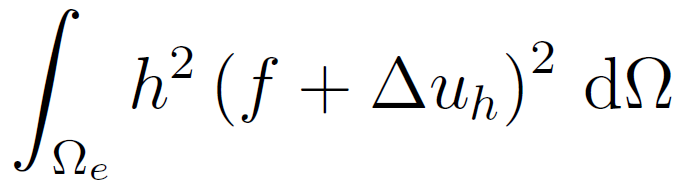 ∫_{Ω_e} h² (f + Δu_h)² dΩ